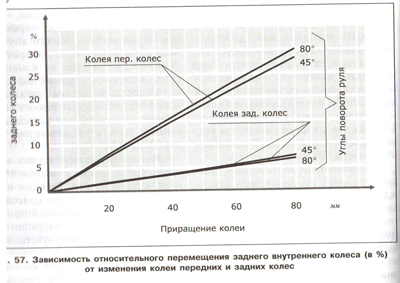 %
30
25
20
15
10
5
0
заднего колеса
Колея пер. колес
Колея зад. колес
80°
45°
45°
80°
Углы поворота руля
20
40
60
80
мм
Приращение колеи
. 57. Зависимость относительного перемещения заднего внутреннего колеса (в %)
от изменения колеи передних и задних колес